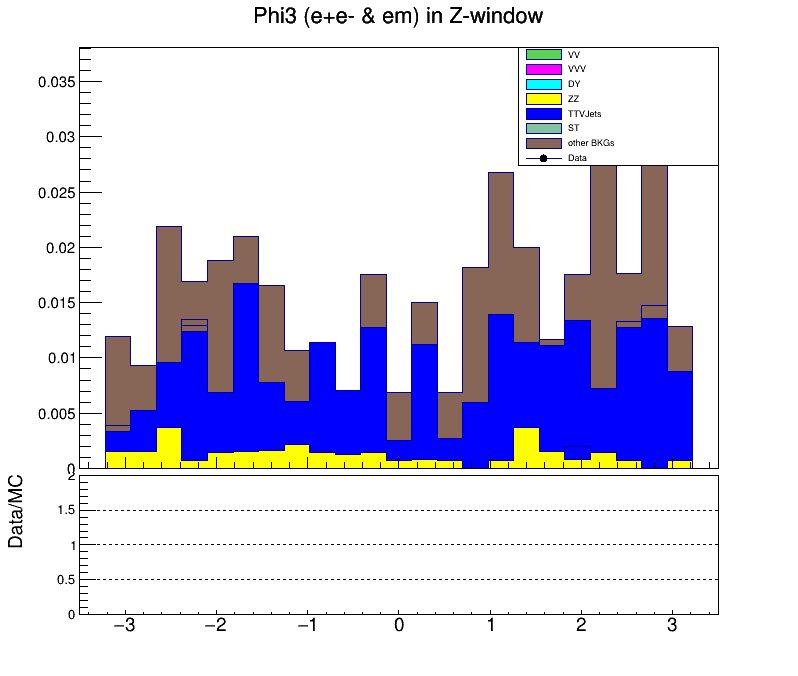 Phi3 (e+e- & em) in Z-window
VV
VVV
DY
ZZ
TTVJets
ST
other BKGs
Data
0.035
0.03
0.025
0.02
0.015
0.01
0.005
0
Data/MC
2
1.5
1
0.5
0
−3 −2 −1 0 1 2 3